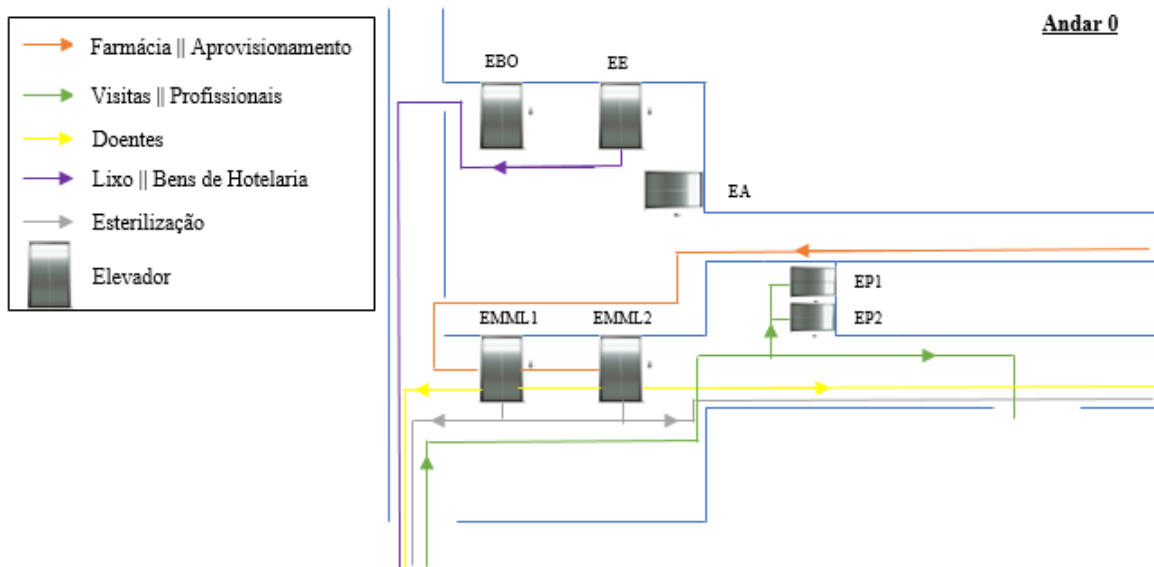 Andar 0
Farmácia || Aprovisionamento
Visitas || Profissionais
Doentes
Lixo || Bens de Hotelaria
Esterilização
Elevador
EBO
EE
EA
EP1
EP2
EMML1
EMML2